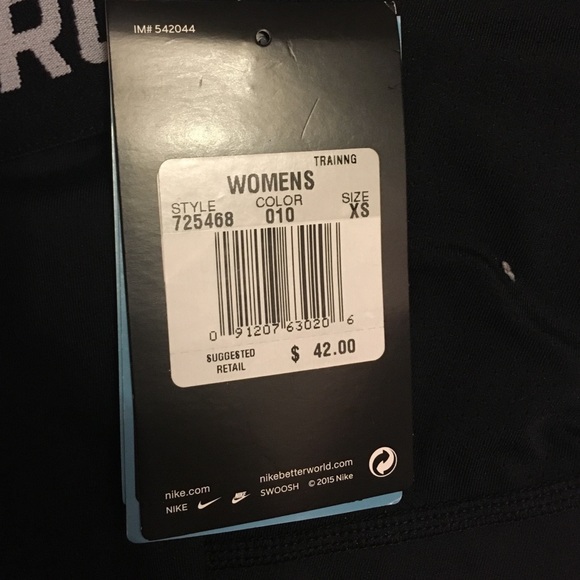 IM# 542044
RO
TRAINNG
WOMENS
STYLE COLOR SIZE
725468 010 XS
0 91207 63020 6
SUGGESTED
RETAIL $ 42.00
nikebetterworld.com
nike.com
NIKE SWOOSH © 2015 Nike